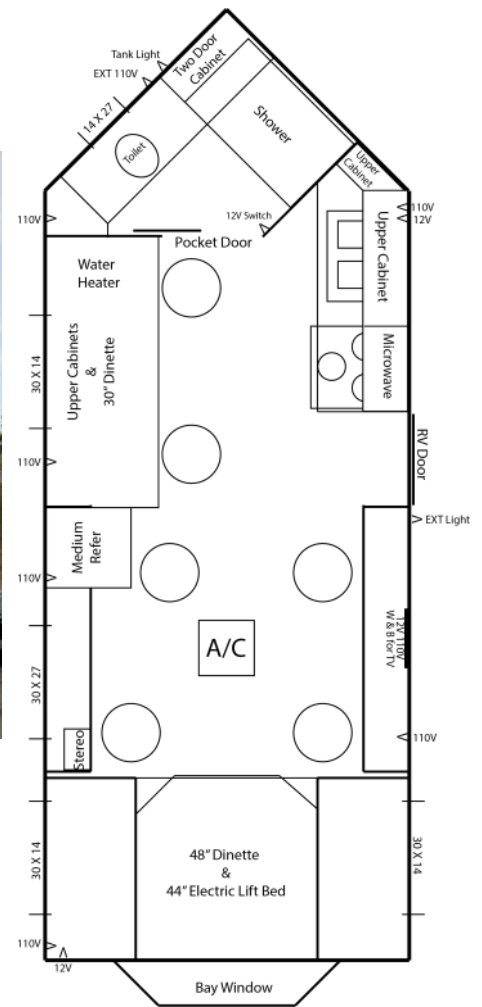 Tank Light
EXT 110V
Two Door
Cabinet
14 X 27
Toilet
Shower
Upper
Cabinet
110V
12V Switch
110V
12V
Pocket Door
Upper Cabinet
Water
Heater
Upper Cabinets
&
30" Dinette
30 X 14
Microwave
110V
RV Door
Medium
Refer
EXT Light
110V
A/C
12V 110V
W & B for TV
30 X 27
Stereo
110V
30 X 14
48" Dinette
&
44" Electric Lift Bed
30 X 14
110V
12V
Bay Window